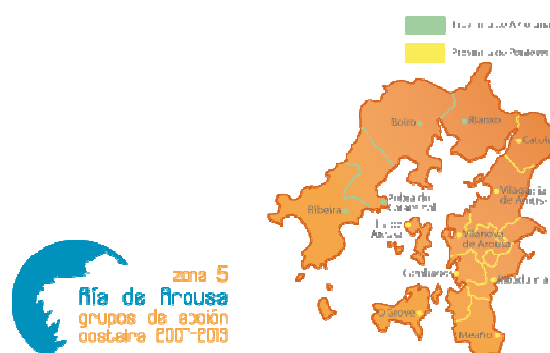 Boiro
Rianxo
Catoira
Vilagarcía
de Arousa
Ribeira
Pobra do
Caramiñal
Vilanova
de Arousa
Cambados
O Grove
Meaño
zona 5
Ría de Arousa
grupos de acción
costeira 2007-2013